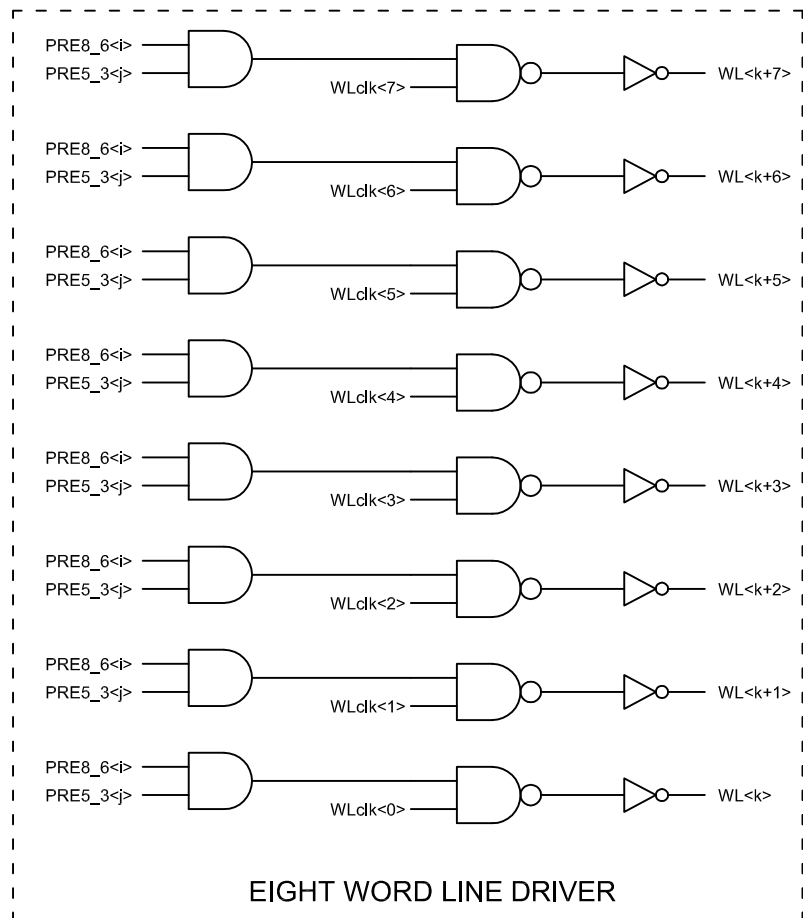 PRE8_6<i>
PRE5_3<j>
WLclk<7>
WL<k+7>
PRE8_6<i>
PRE5_3<j>
WLclk<6>
WL<k+6>
PRE8_6<i>
PRE5_3<j>
WLclk<5>
WL<k+5>
PRE8_6<i>
PRE5_3<j>
WLclk<4>
WL<k+4>
PRE8_6<i>
PRE5_3<j>
WLclk<3>
WL<k+3>
PRE8_6<i>
PRE5_3<j>
WLclk<2>
WL<k+2>
PRE8_6<i>
PRE5_3<j>
WLclk<1>
WL<k+1>
PRE8_6<i>
PRE5_3<j>
WLclk<0>
WL<k>
EIGHT WORD LINE DRIVER